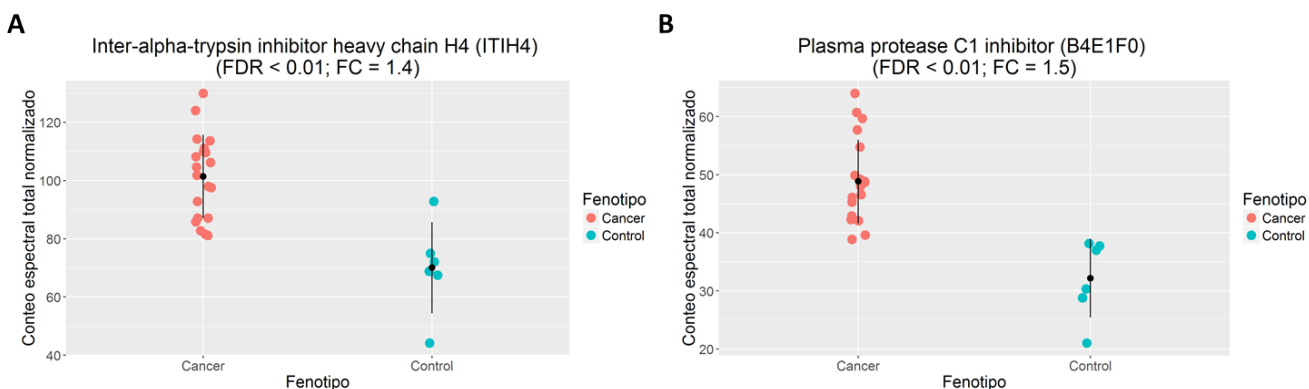 A
Inter-alpha-trypsin inhibitor heavy chain H4 (ITIH4)
(FDR < 0.01; FC = 1.4)
Conteo espectral total normalizado
120
100
80
60
40
Cancer
Control
Fenotipo
Fenotipo
Cancer
Control
B
Plasma protease C1 inhibitor (B4E1F0)
(FDR < 0.01; FC = 1.5)
Conteo espectral total normalizado
60
50
40
30
20
Cancer
Control
Fenotipo
Fenotipo
Cancer
Control